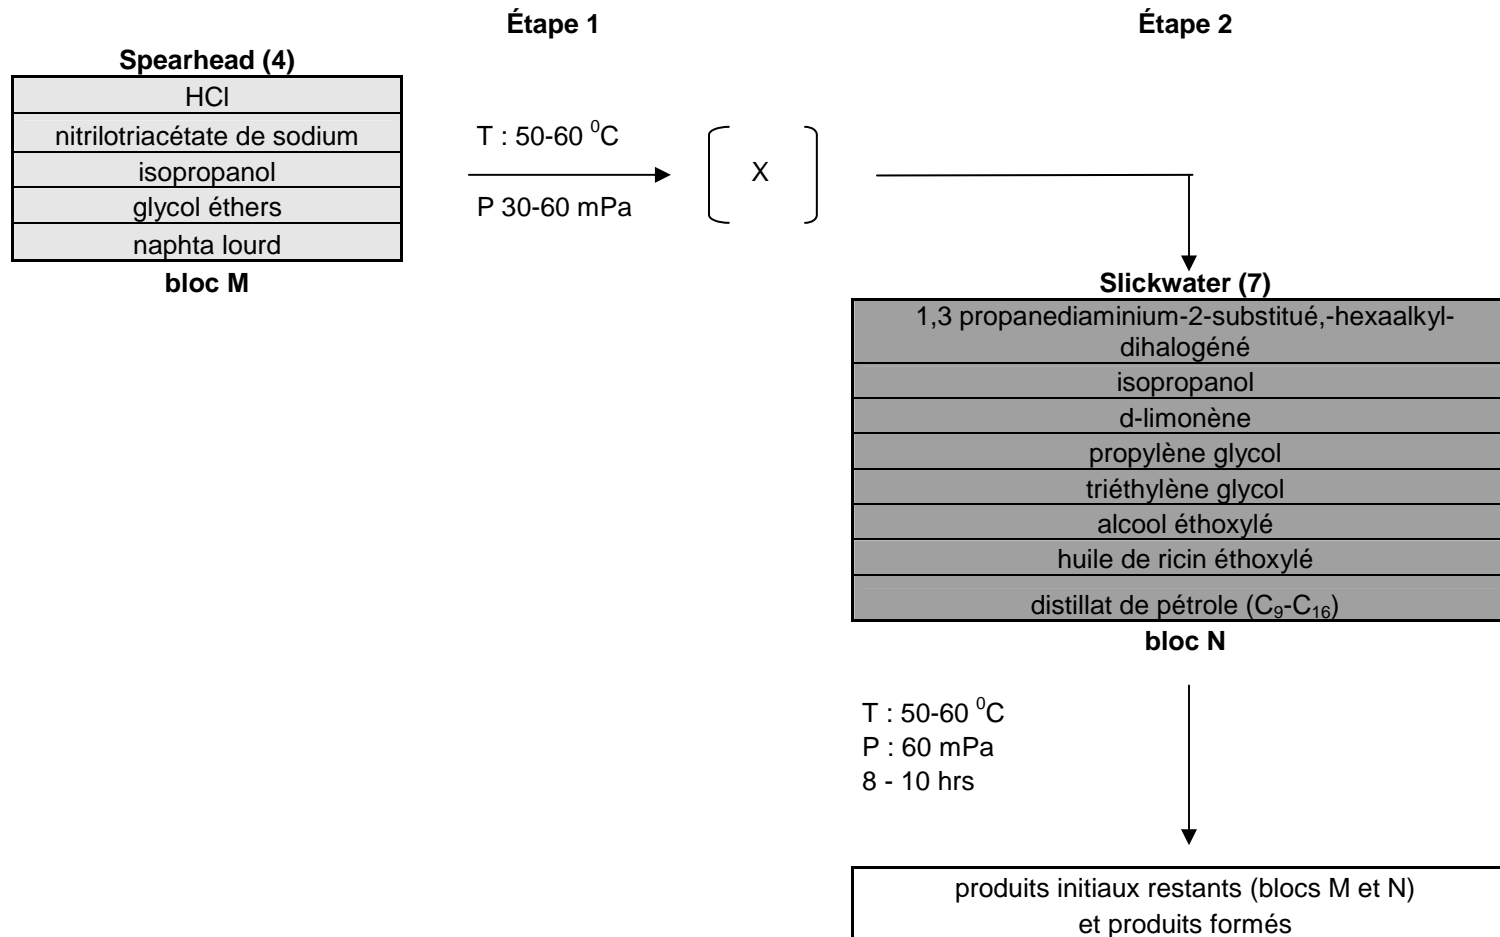 Étape 1
Étape 2
Spearhead (4)
HCl
nitrilotriacétate de sodium
isopropanol
glycol éthers
naphta lourd
bloc M
T : 50-60 ⁰C
P 30-60 mPa
X
Slickwater (7)
1,3 propanediaminium-2-substitué,-hexaalkyl-
dihalogéné
isopropanol
d-limonène
propylène glycol
triéthylène glycol
alcool éthoxylé
huile de ricin éthoxylé
distillat de pétrole (C₉-C₁₆)
bloc N
T : 50-60 ⁰C
P : 60 mPa
8 - 10 hrs
produits initiaux restants (blocs M et N)
et produits formés